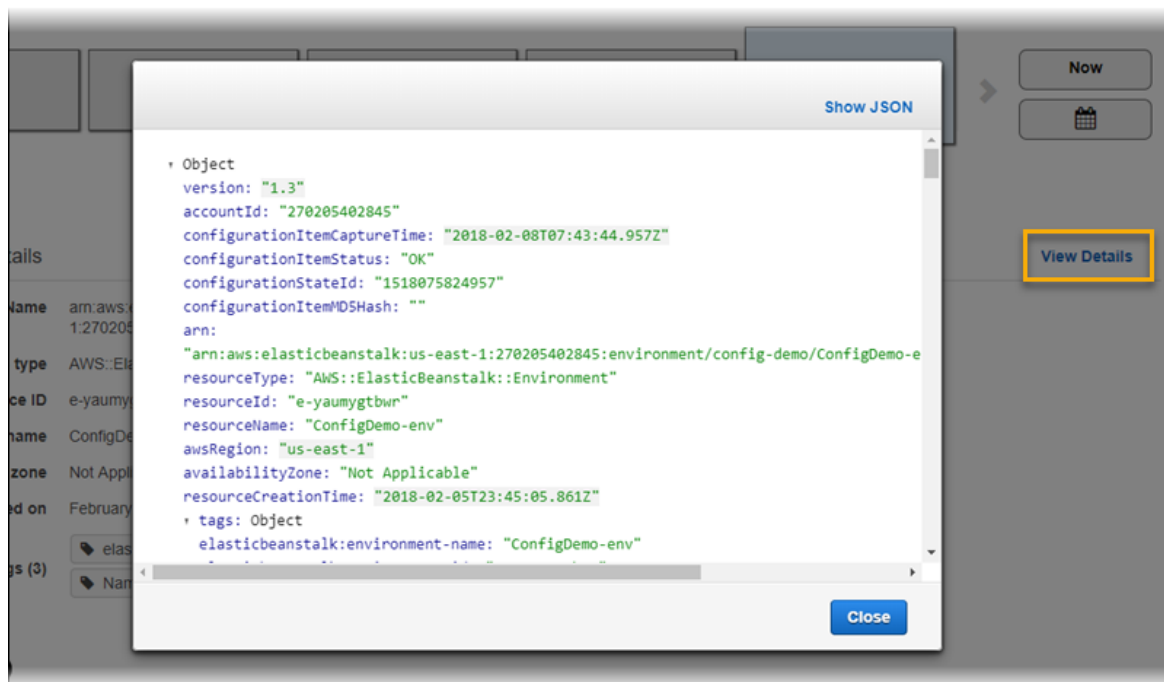 Now
Show JSON
Object
version: "1.3"
accountId: "270205402845"
configurationItemCaptureTime: "2018-02-08T07:43:44.957Z"
configurationItemStatus: "OK"
configurationStateId: "1518075824957"
configurationItemMD5Hash: ""
arn:
"arn:aws:elasticbeanstalk:us-east-1:270205402845:environment/config-demo/ConfigDemo-e
resourceType: "AWS::ElasticBeanstalk::Environment"
resourceId: "e-yaumygtbwr"
resourceName: "ConfigDemo-env"
awsRegion: "us-east-1"
availabilityZone: "Not Applicable"
resourceCreationTime: "2018-02-05T23:45:05.861Z"
tags: Object
elasticbeanstalk:environment-name: "ConfigDemo-env"
Close
View Details
ails
Name arn:aws:e
1:270205
type AWS::Ela
ce ID e-yaumyg
name ConfigDe
zone Not Appli
ed on February
elas
gs (3)
Nam